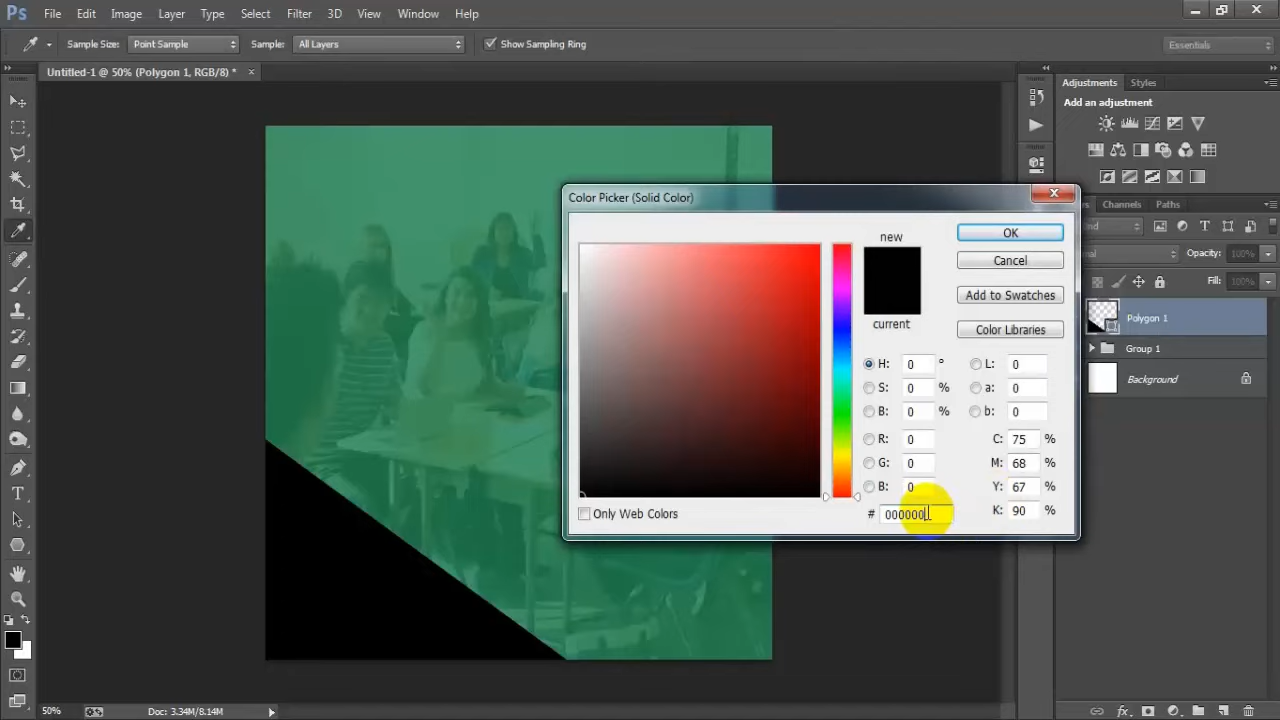 Ps File Edit Image Layer Type Select Filter 3D View Window Help
Sample Size: Point Sample Sample: All Layers Show Sampling Ring Essentials
Untitled-1 @ 50% (Polygon 1, RGB/8) * ×
Adjustments Styles
Add an adjustment
Color Picker (Solid Color)
Channels Paths
new
OK
Cancel
Opacity: 100%
Add to Swatches
Fill: 100%
current
Color Libraries
Polygon 1
Group 1
H: 0 ° L: 0
Background
S: 0 % a: 0
B: 0 % b: 0
R: 0 C: 75 %
G: 0 M: 68 %
B: 0 Y: 67 %
Only Web Colors # 000000 K: 90 %
50% Doc: 3.34M/8.14M